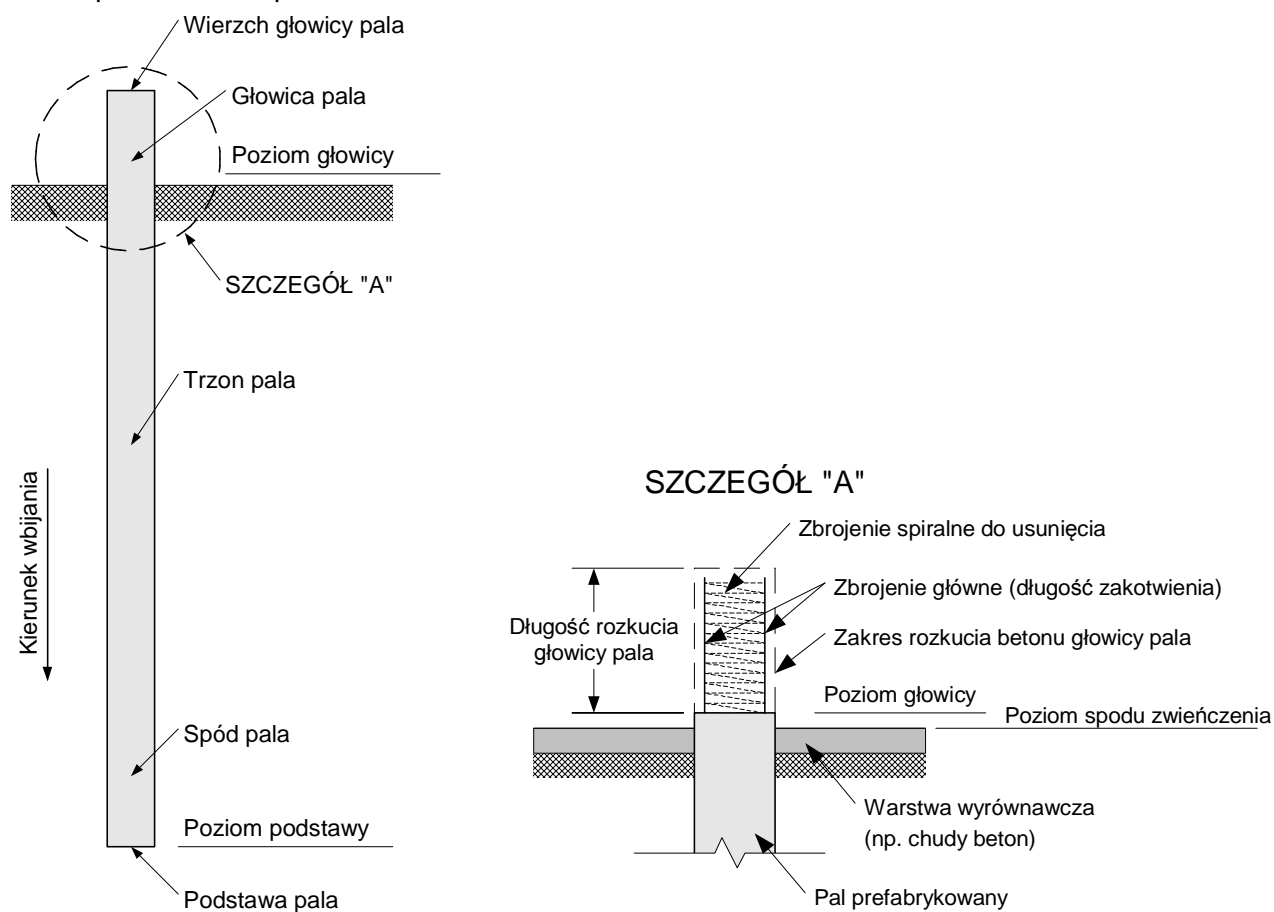 Wierzch głowicy pala
Głowica pala
Poziom głowicy
SZCZEGÓŁ "A"
Trzon pala
Kierunek wbijania
Spód pala
Poziom podstawy
Podstawa pala
SZCZEGÓŁ "A"
Zbrojenie spiralne do usunięcia
Zbrojenie główne (długość zakotwienia)
Długość rozkucia
głowicy pala
Zakres rozkucia betonu głowicy pala
Poziom głowicy
Poziom spodu zwieńczenia
Warstwa wyrównawcza
(np. chudy beton)
Pal prefabrykowany